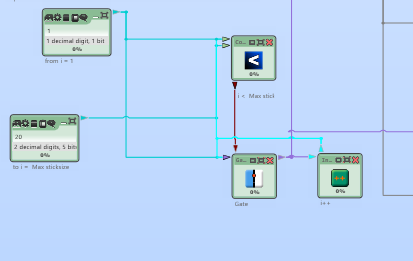 1
1 decimal digit, 1 bit
0%
from i = 1
20
2 decimal digits, 5 bits
0%
to i = Max sticksize
0%
i < Max stick
0%
Gate
0%
i++